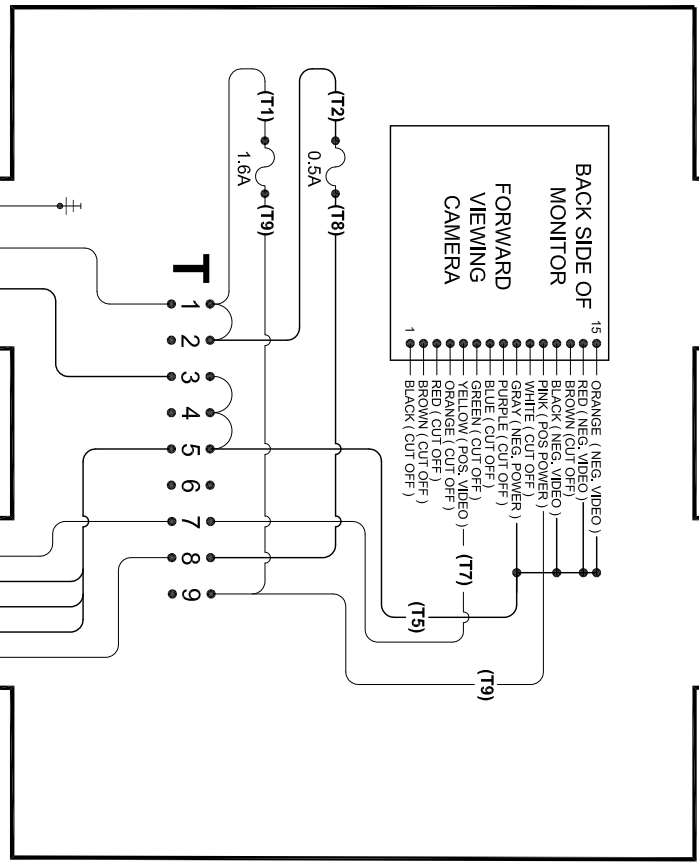 BACK SIDE OF
MONITOR
FORWARD
VIEWING
CAMERA
15
1
ORANGE ( NEG. VIDEO )
RED ( NEG. VIDEO )
BROWN (CUT OFF )
BLACK ( NEG. VIDEO )
PINK ( POS POWER )
WHITE ( CUT OFF )
GRAY ( NEG. POWER )
PURPLE ( CUT OFF )
BLUE ( CUT OFF)
GREEN ( CUT OFF )
YELLOW ( POS. VIDEO )
ORANGE ( CUT OFF )
RED ( CUT OFF )
BROWN ( CUT OFF )
BLACK ( CUT OFF )
(T2)
0.5A
(T8)
(T1)
1.6A
(T9)
(T7)
(T5)
(T9)
T
1
2
3
4
5
6
7
8
9